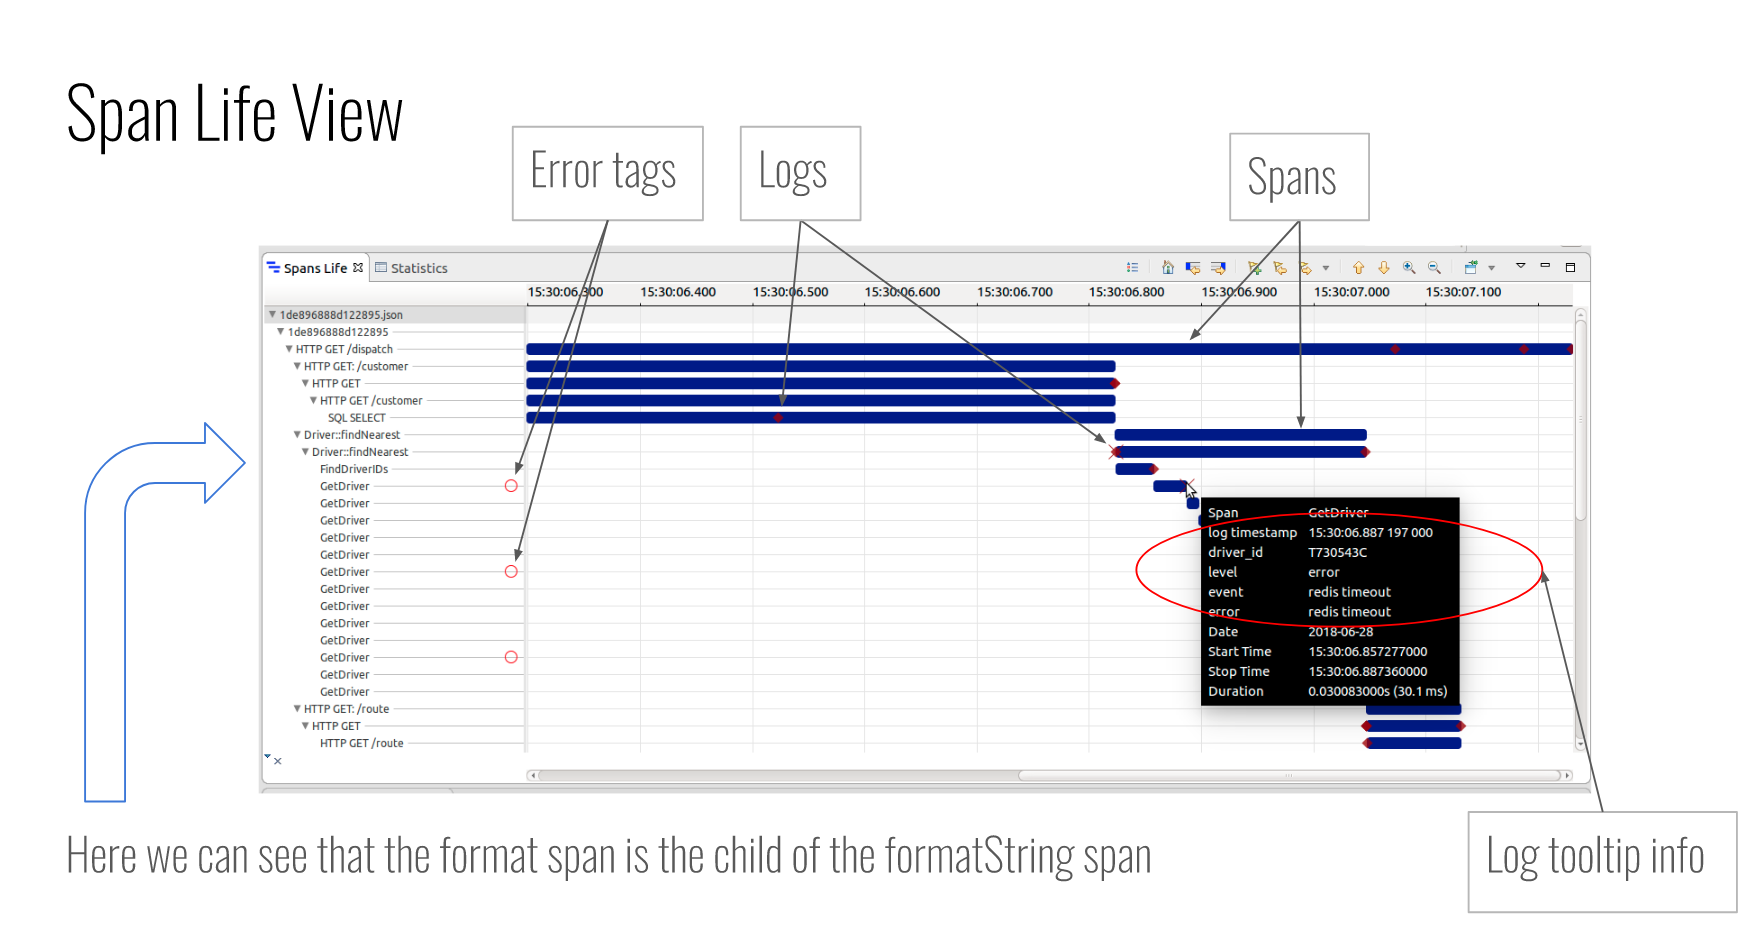 Span Life View
Error tags
Logs
Spans
Spans Life
Statistics
15:30:06.300 15:30:06.400 15:30:06.500 15:30:06.600 15:30:06.700 15:30:06.800 15:30:06.900 15:30:07.000 15:30:07.100
1de896888d122895.json
1de896888d122895
HTTP GET /dispatch
HTTP GET: /customer
HTTP GET
HTTP GET /customer
SQL SELECT
Driver::findNearest
Driver::findNearest
FindDriverIDs
GetDriver
GetDriver
GetDriver
GetDriver
GetDriver
GetDriver
GetDriver
GetDriver
GetDriver
GetDriver
GetDriver
GetDriver
GetDriver
HTTP GET: /route
HTTP GET
HTTP GET /route
Span GetDriver
log timestamp 15:30:06.887 197 000
driver_id T730543C
level error
event redis timeout
error redis timeout
Date 2018-06-28
Start Time 15:30:06.857277000
Stop Time 15:30:06.887360000
Duration 0.030083000s (30.1 ms)
Here we can see that the format span is the child of the formatString span
Log tooltip info